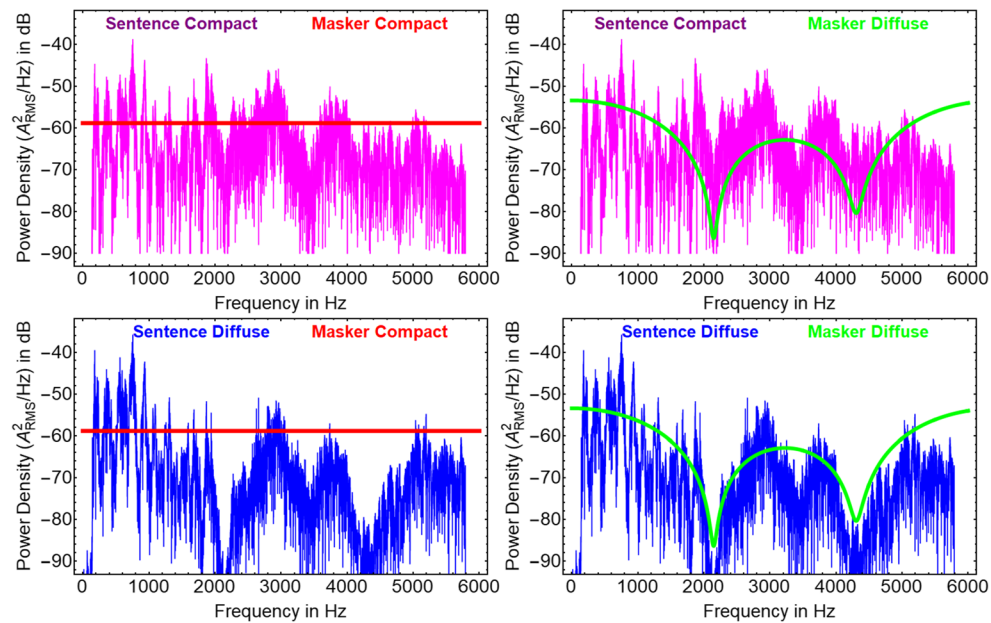 Sentence Compact Masker Compact
Power Density (A²RMS/Hz) in dB
−40
−50
−60
−70
−80
−90
0 1000 2000 3000 4000 5000 6000
Frequency in Hz
Sentence Compact Masker Diffuse
Power Density (A²RMS/Hz) in dB
−40
−50
−60
−70
−80
−90
0 1000 2000 3000 4000 5000 6000
Frequency in Hz
Sentence Diffuse Masker Compact
Power Density (A²RMS/Hz) in dB
−40
−50
−60
−70
−80
−90
0 1000 2000 3000 4000 5000 6000
Frequency in Hz
Sentence Diffuse Masker Diffuse
Power Density (A²RMS/Hz) in dB
−40
−50
−60
−70
−80
−90
0 1000 2000 3000 4000 5000 6000
Frequency in Hz